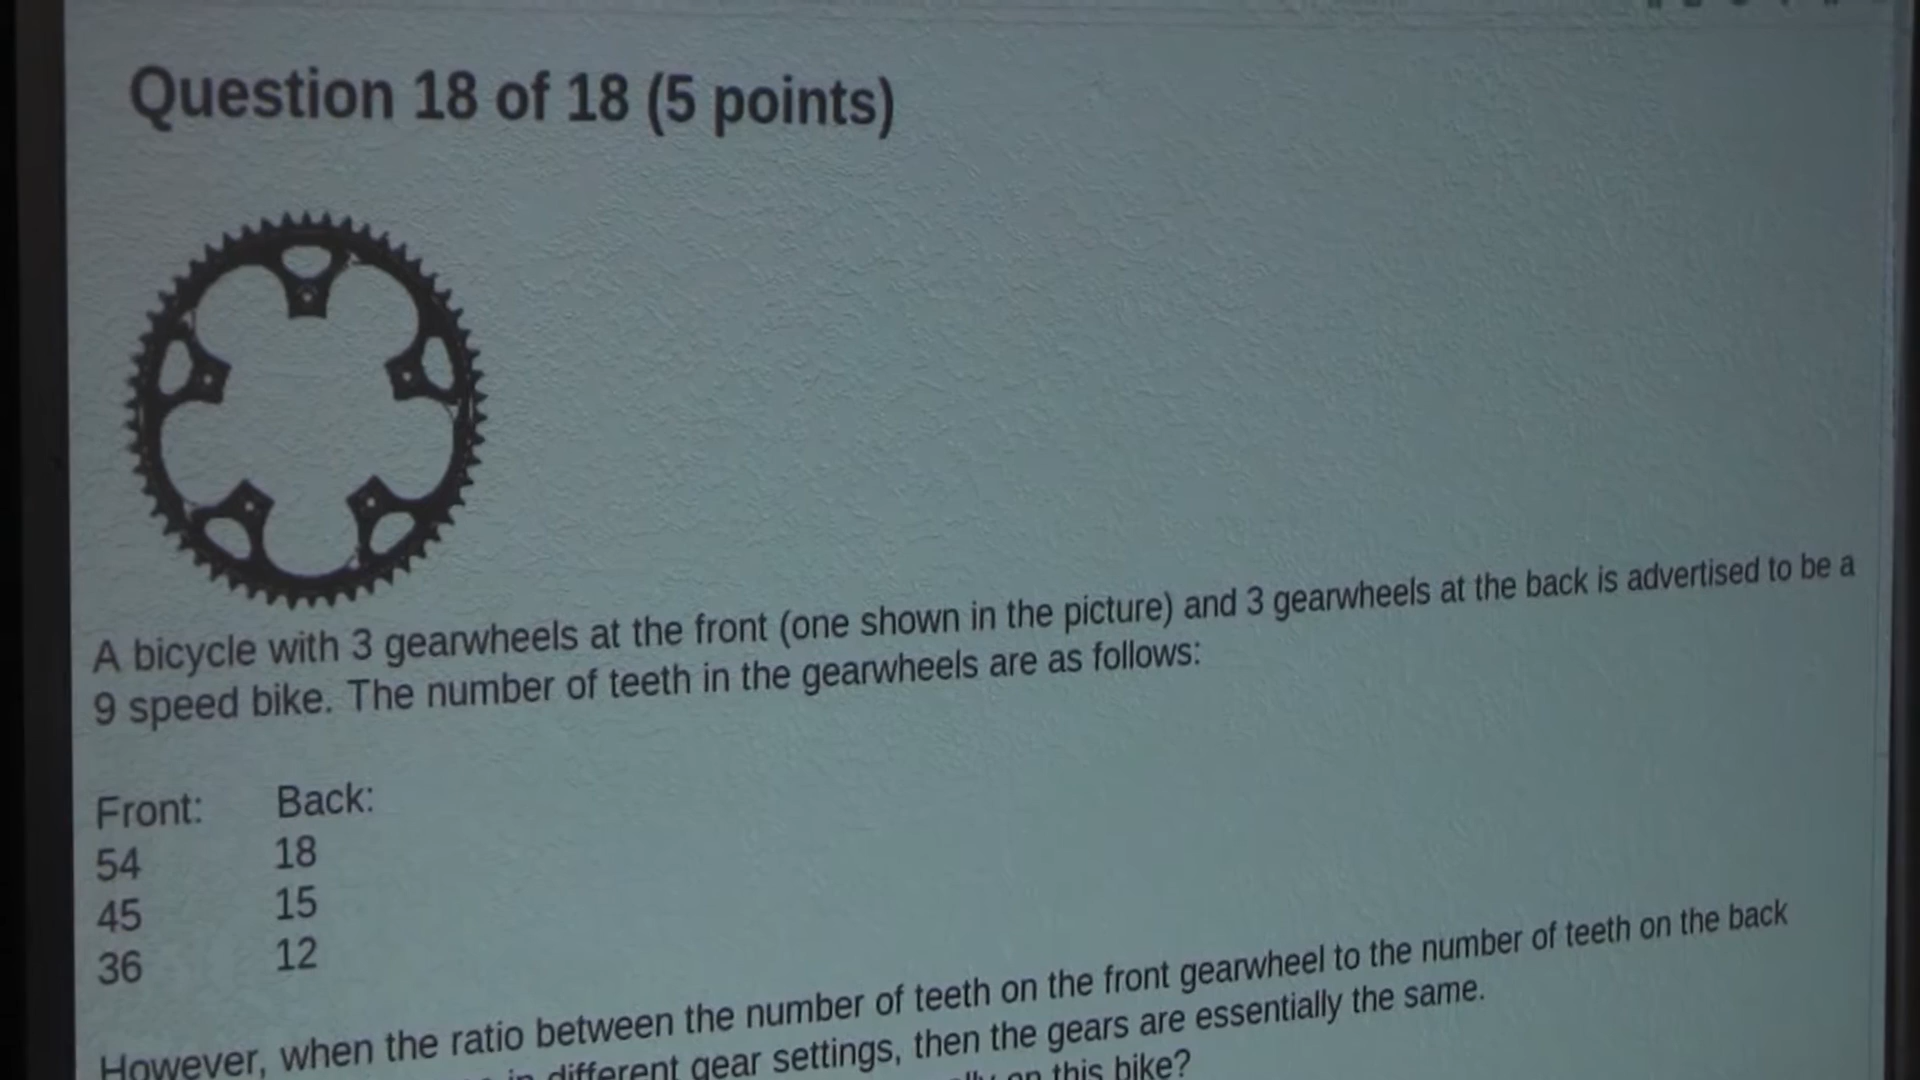 Question 18 of 18 (5 points)
A bicycle with 3 gearwheels at the front (one shown in the picture) and 3 gearwheels at the back is advertised to be a
9 speed bike. The number of teeth in the gearwheels are as follows:
Front: Back:
54 18
45 15
36 12
However, when the ratio between the number of teeth on the front gearwheel to the number of teeth on the back
in different gear settings, then the gears are essentially the same.
on this bike?